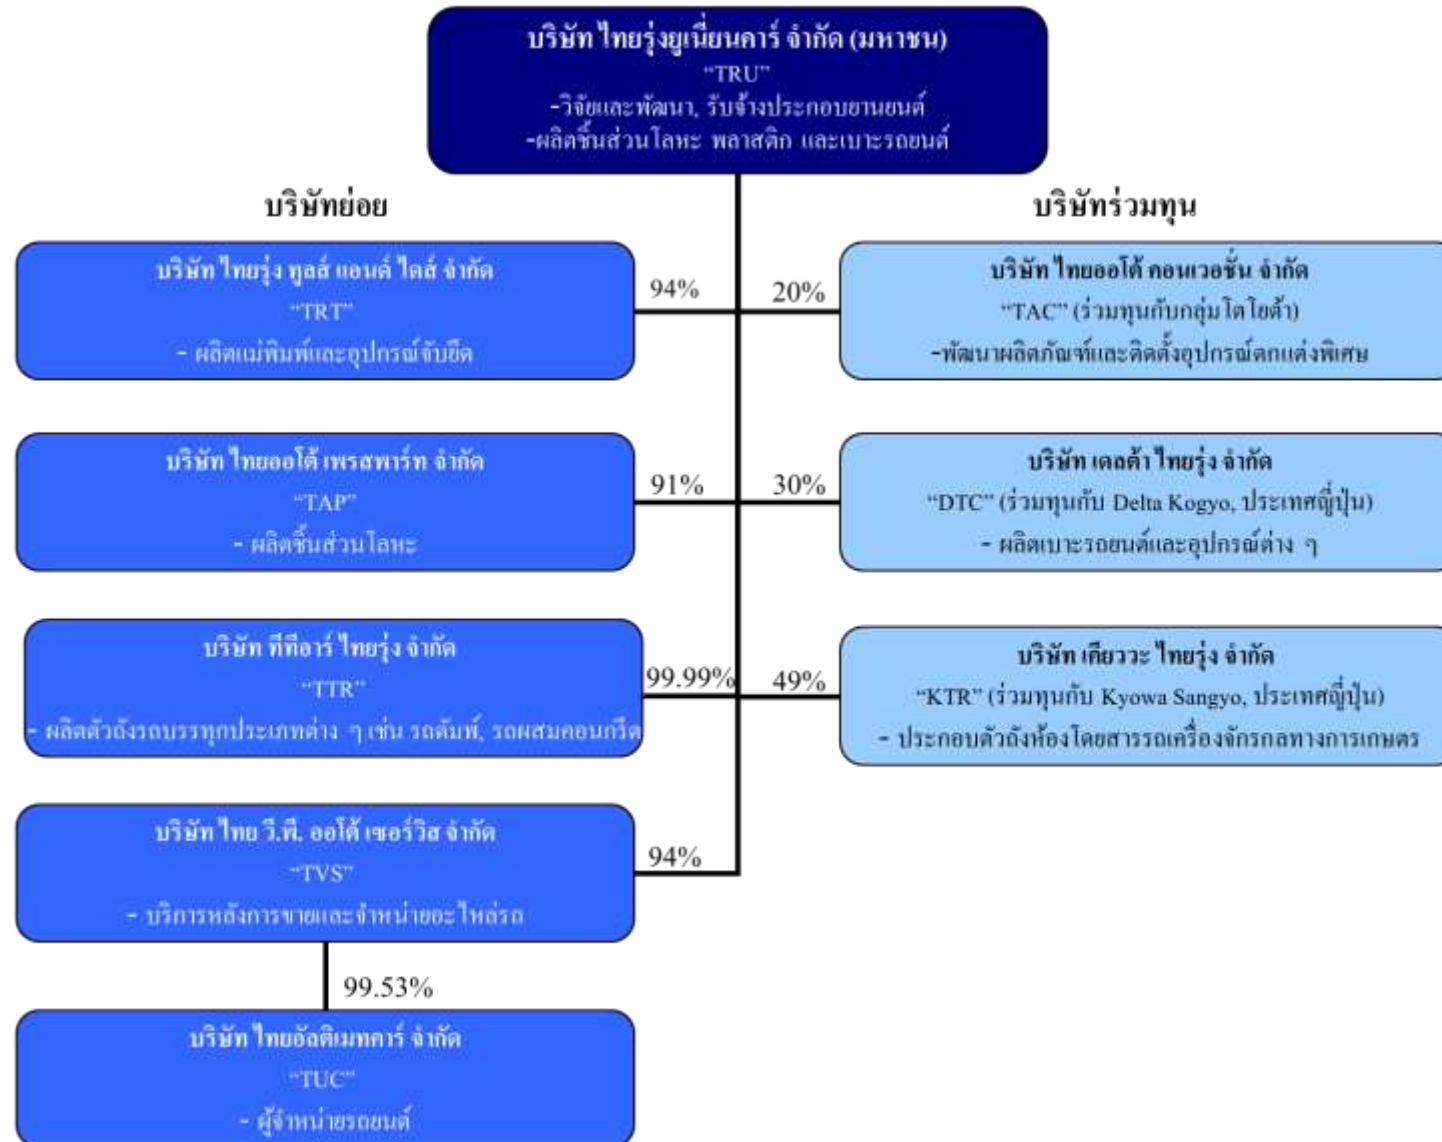 บริษัท ไทยรุ่งยูเนี่ยนคาร์ จำกัด (มหาชน)
“TRU”
-วิจัยและพัฒนา, รับจ้างประกอบยานยนต์
-ผลิตชิ้นส่วนโลหะ พลาสติก และเบาะรถยนต์
บริษัทย่อย
บริษัทร่วมทุน
บริษัท ไทยรุ่ง ทูลส์ แอนด์ ไดส์ จำกัด
“TRT”
- ผลิตแม่พิมพ์และอุปกรณ์จับยึด
94%
20%
บริษัท ไทยออโต้ คอนเวอชั่น จำกัด
“TAC” (ร่วมทุนกับกลุ่มโตโยต้า)
-พัฒนาผลิตภัณฑ์และติดตั้งอุปกรณ์ตกแต่งพิเศษ
บริษัท ไทยออโต้ เพรสพาร์ท จำกัด
“TAP”
- ผลิตชิ้นส่วนโลหะ
91%
30%
บริษัท เดลต้า ไทยรุ่ง จำกัด
“DTC” (ร่วมทุนกับ Delta Kogyo, ประเทศญี่ปุ่น)
- ผลิตเบาะรถยนต์และอุปกรณ์ต่าง ๆ
บริษัท ทีทีอาร์ ไทยรุ่ง จำกัด
“TTR”
- ผลิตตัวถังรถบรรทุกประเภทต่าง ๆ เช่น รถดัมพ์, รถผสมคอนกรีต
99.99%
49%
บริษัท เคียววะ ไทยรุ่ง จำกัด
“KTR” (ร่วมทุนกับ Kyowa Sangyo, ประเทศญี่ปุ่น)
- ประกอบตัวถังห้องโดยสารรถเครื่องจักรกลทางการเกษตร
บริษัท ไทย วี.พี. ออโต้ เซอร์วิส จำกัด
“TVS”
- บริการหลังการขายและจำหน่ายอะไหล่รถ
94%
99.53%
บริษัท ไทยอัลติเมทคาร์ จำกัด
“TUC”
- ผู้จำหน่ายรถยนต์